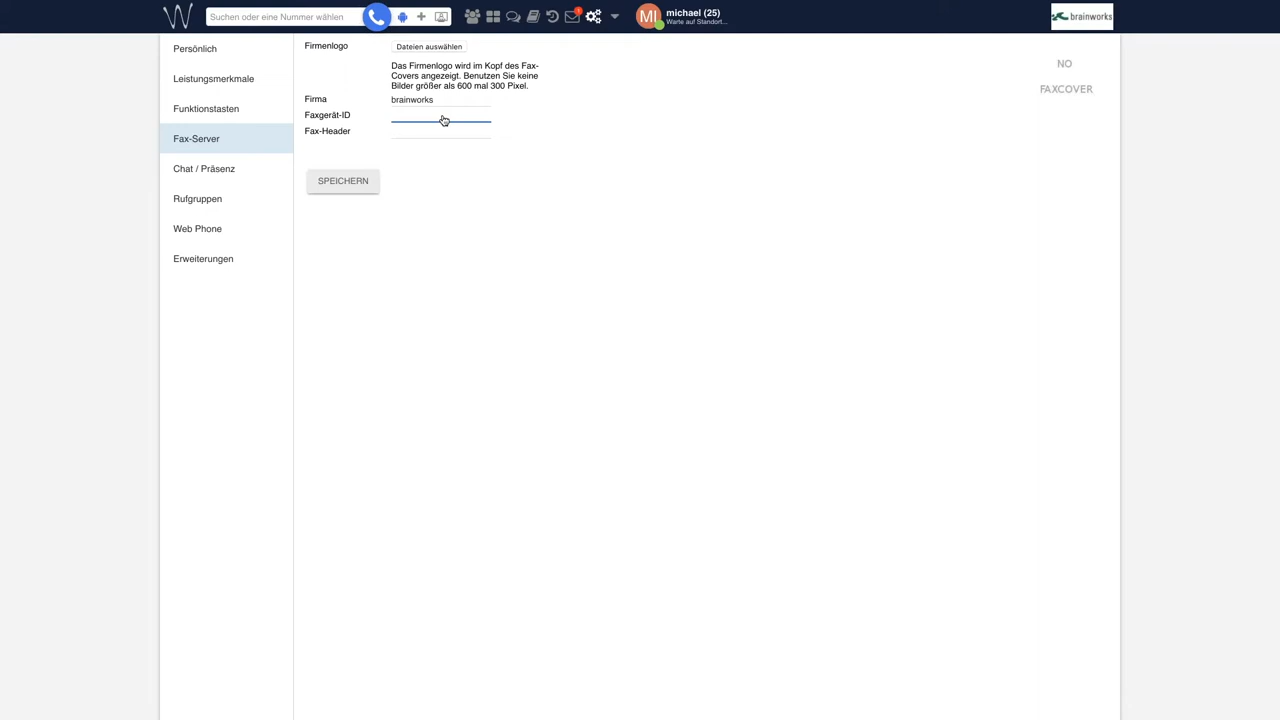 W Suchen oder eine Nummer wählen 1 MI michael (25)
Warte auf Standort...
brainworks
Persönlich
Leistungsmerkmale
Funktionstasten
Fax-Server
Chat / Präsenz
Rufgruppen
Web Phone
Erweiterungen
Firmenlogo Dateien auswählen
Das Firmenlogo wird im Kopf des Fax-
Covers angezeigt. Benutzen Sie keine
Bilder größer als 600 mal 300 Pixel.
Firma brainworks
Faxgerät-ID
Fax-Header
SPEICHERN
NO
FAXCOVER